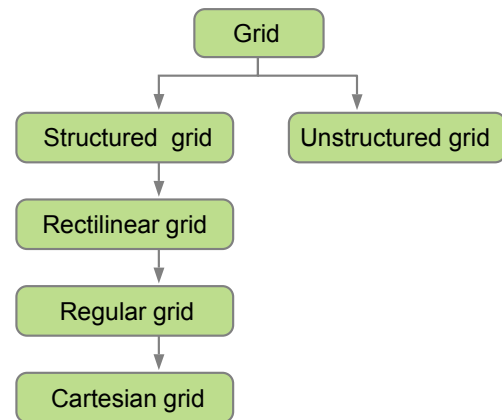 Grid
Structured grid
Unstructured grid
Rectilinear grid
Regular grid
Cartesian grid